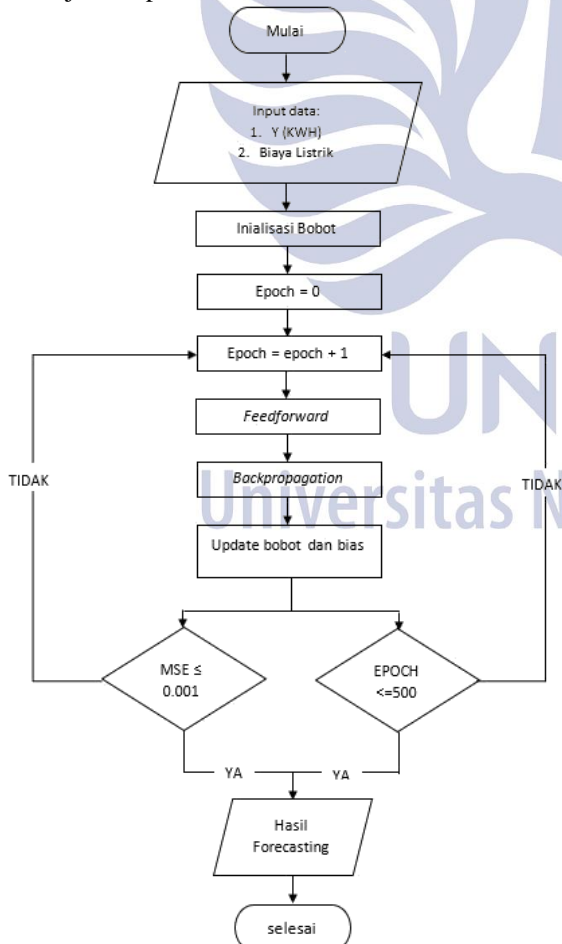 Mulai
Input data:
1. Y (KWH)
2. Biaya Listrik
Inialisasi Bobot
Epoch = 0
Epoch = epoch + 1
Feedforward
Backpropagation
Update bobot dan bias
TIDAK
TIDAK
MSE ≤
0.001
EPOCH
<=500
YA
YA
Hasil
Forecasting
selesai
UN
Universitas N